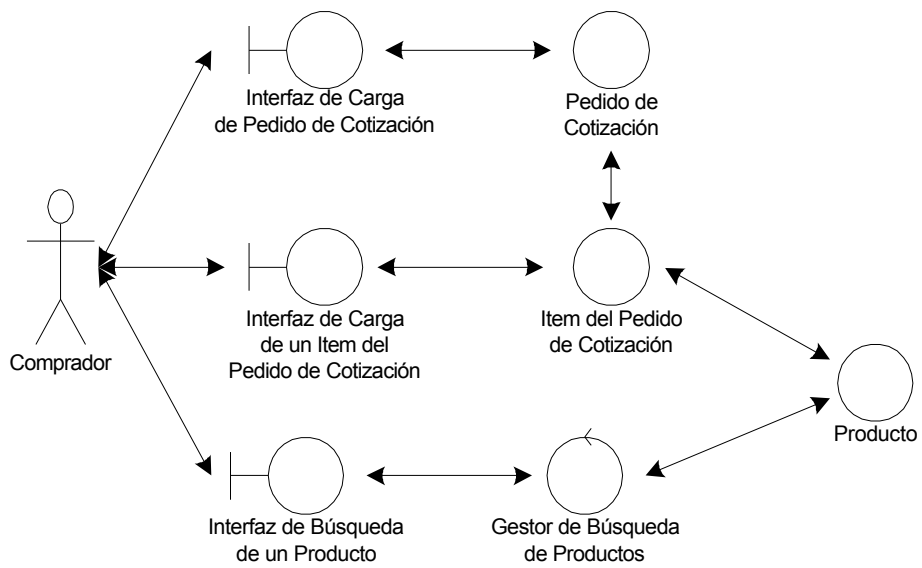 Interfaz de Carga
de Pedido de Cotización
Pedido de
Cotización
Comprador
Interfaz de Carga
de un Item del
Pedido de Cotización
Item del Pedido
de Cotización
Producto
Interfaz de Búsqueda
de un Producto
Gestor de Búsqueda
de Productos